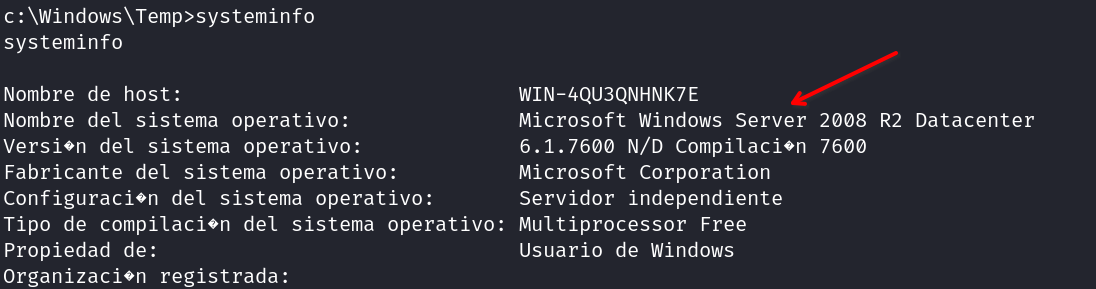 c:\Windows\Temp>systeminfo
systeminfo
Nombre de host: WIN-4QU3QNHNK7E
Nombre del sistema operativo: Microsoft Windows Server 2008 R2 Datacenter
Versi�n del sistema operativo: 6.1.7600 N/D Compilaci�n 7600
Fabricante del sistema operativo: Microsoft Corporation
Configuraci�n del sistema operativo: Servidor independiente
Tipo de compilaci�n del sistema operativo: Multiprocessor Free
Propiedad de: Usuario de Windows
Organizaci�n registrada: